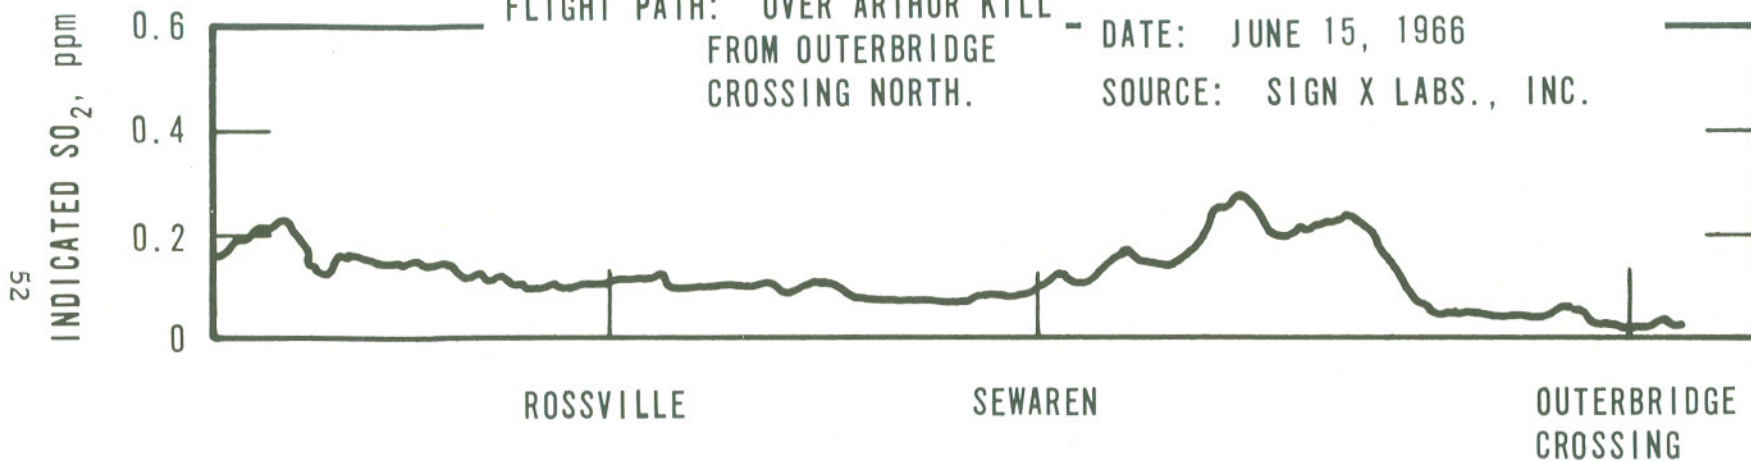 FLIGHT PATH: OVER ARTHUR KILL
FROM OUTERBRIDGE
CROSSING NORTH.
DATE: JUNE 15, 1966
SOURCE: SIGN X LABS., INC.
INDICATED SO2, ppm
0.6
0.4
0.2
0
ROSSVILLE
SEWAREN
OUTERBRIDGE
CROSSING
52